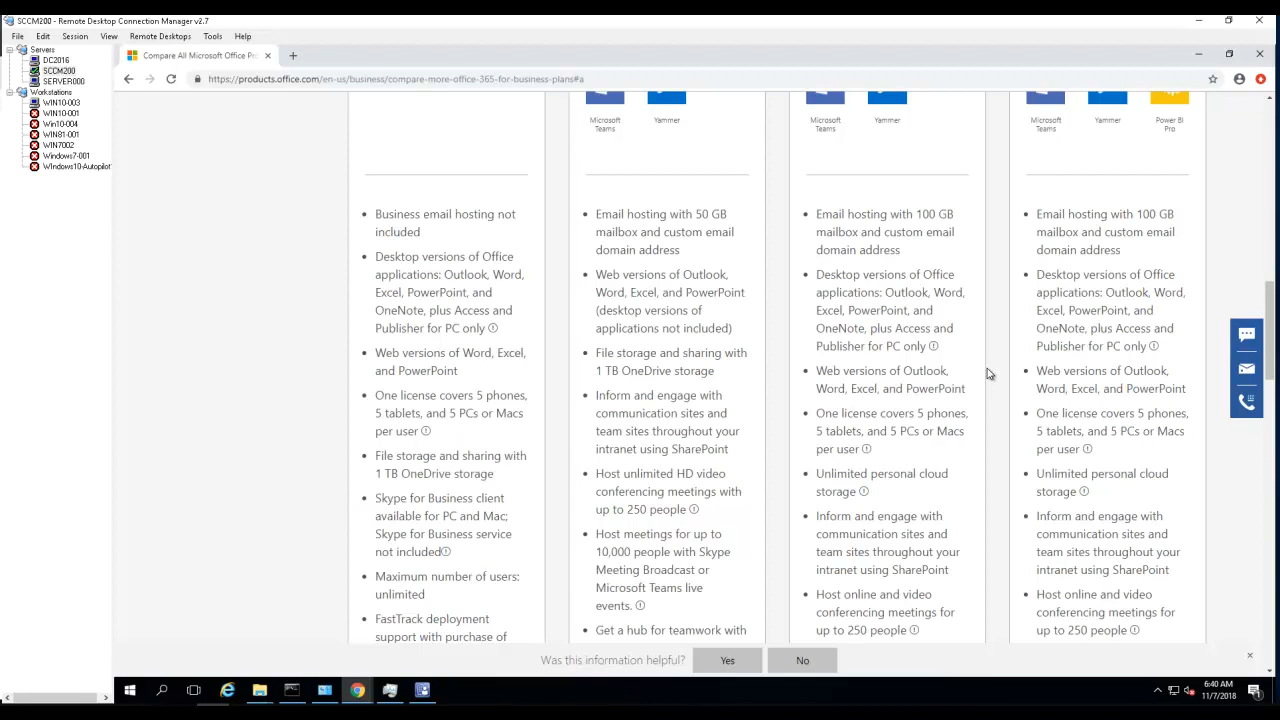 SCCM200 - Remote Desktop Connection Manager v2.7
File Edit Session View Remote Desktops Tools Help
Servers
DC2016
SCCM200
SERVER000
Workstations
WIN10-003
WIN10-001
Win10-004
WIN81-001
WIN7002
Windows7-001
WIndows10-Autopilot
Compare All Microsoft Office Pro
https://products.office.com/en-us/business/compare-more-office-365-for-business-plans#a
Microsoft
Teams
Yammer
Microsoft
Teams
Yammer
Microsoft
Teams
Yammer
Power BI
Pro
Business email hosting not
included
Desktop versions of Office
applications: Outlook, Word,
Excel, PowerPoint, and
OneNote, plus Access and
Publisher for PC only
Web versions of Word, Excel,
and PowerPoint
One license covers 5 phones,
5 tablets, and 5 PCs or Macs
per user
File storage and sharing with
1 TB OneDrive storage
Skype for Business client
available for PC and Mac;
Skype for Business service
not included
Maximum number of users:
unlimited
FastTrack deployment
support with purchase of
Email hosting with 50 GB
mailbox and custom email
domain address
Web versions of Outlook,
Word, Excel, and PowerPoint
(desktop versions of
applications not included)
File storage and sharing with
1 TB OneDrive storage
Inform and engage with
communication sites and
team sites throughout your
intranet using SharePoint
Host unlimited HD video
conferencing meetings with
up to 250 people
Host meetings for up to
10,000 people with Skype
Meeting Broadcast or
Microsoft Teams live
events.
Get a hub for teamwork with
Email hosting with 100 GB
mailbox and custom email
domain address
Desktop versions of Office
applications: Outlook, Word,
Excel, PowerPoint, and
OneNote, plus Access and
Publisher for PC only
Web versions of Outlook,
Word, Excel, and PowerPoint
One license covers 5 phones,
5 tablets, and 5 PCs or Macs
per user
Unlimited personal cloud
storage
Inform and engage with
communication sites and
team sites throughout your
intranet using SharePoint
Host online and video
conferencing meetings for
up to 250 people
Email hosting with 100 GB
mailbox and custom email
domain address
Desktop versions of Office
applications: Outlook, Word,
Excel, PowerPoint, and
OneNote, plus Access and
Publisher for PC only
Web versions of Outlook,
Word, Excel, and PowerPoint
One license covers 5 phones,
5 tablets, and 5 PCs or Macs
per user
Unlimited personal cloud
storage
Inform and engage with
communication sites and
team sites throughout your
intranet using SharePoint
Host online and video
conferencing meetings for
up to 250 people
Was this information helpful? Yes No
6:40 AM
11/7/2018